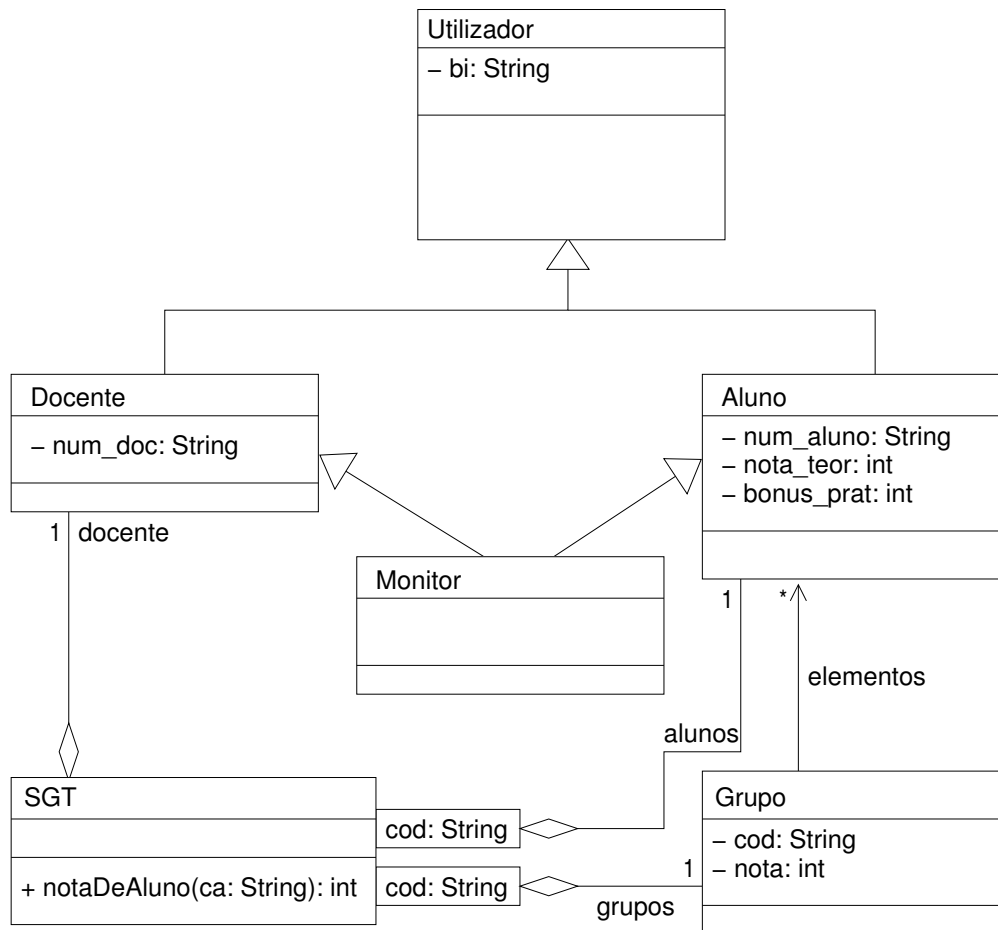 Utilizador
– bi: String
Docente
– num_doc: String
Aluno
– num_aluno: String
– nota_teor: int
– bonus_prat: int
1 docente
Monitor
1
*
elementos
alunos
SGT
cod: String
+ notaDeAluno(ca: String): int
cod: String
1
grupos
Grupo
– cod: String
– nota: int